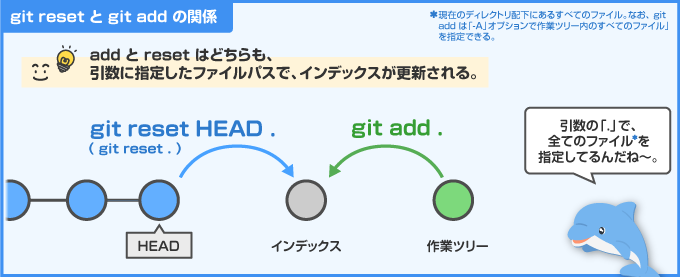 git reset と git add の関係
*現在のディレクトリ配下にあるすべてのファイル。なお、git
add は「-A」オプションで作業ツリー内のすべてのファイル」
を指定できる。
add と reset はどちらも、
引数に指定したファイルパスで、インデックスが更新される。
git reset HEAD .
( git reset . )
git add .
引数の「.」で、
全てのファイル*を
指定してるんだね〜。
HEAD
インデックス
作業ツリー